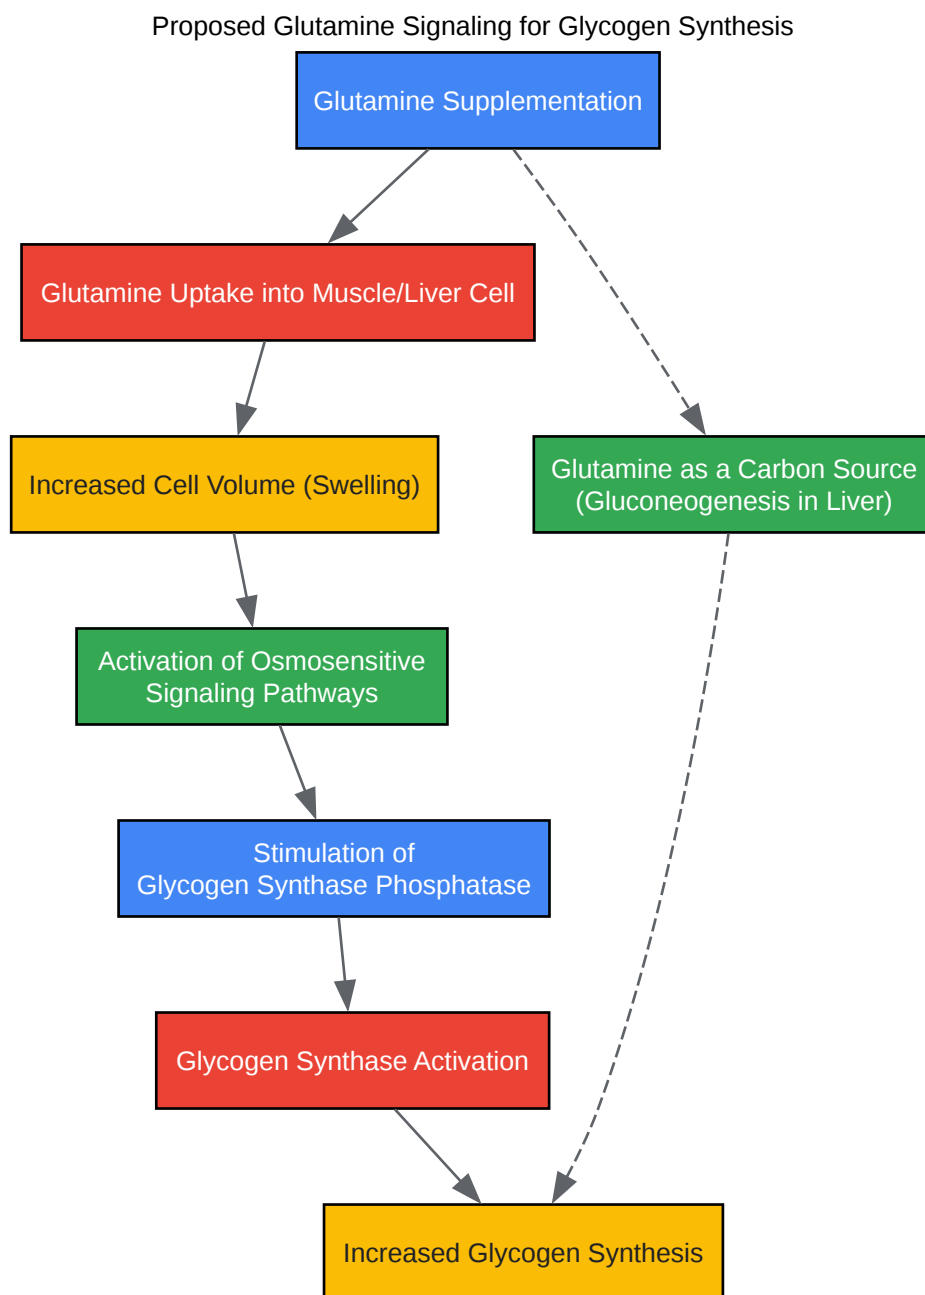 Proposed Glutamine Signaling for Glycogen Synthesis
Glutamine Supplementation
Glutamine Uptake into Muscle/Liver Cell
Increased Cell Volume (Swelling)
Glutamine as a Carbon Source
(Gluconeogenesis in Liver)
Activation of Osmosensitive
Signaling Pathways
Stimulation of
Glycogen Synthase Phosphatase
Glycogen Synthase Activation
Increased Glycogen Synthesis